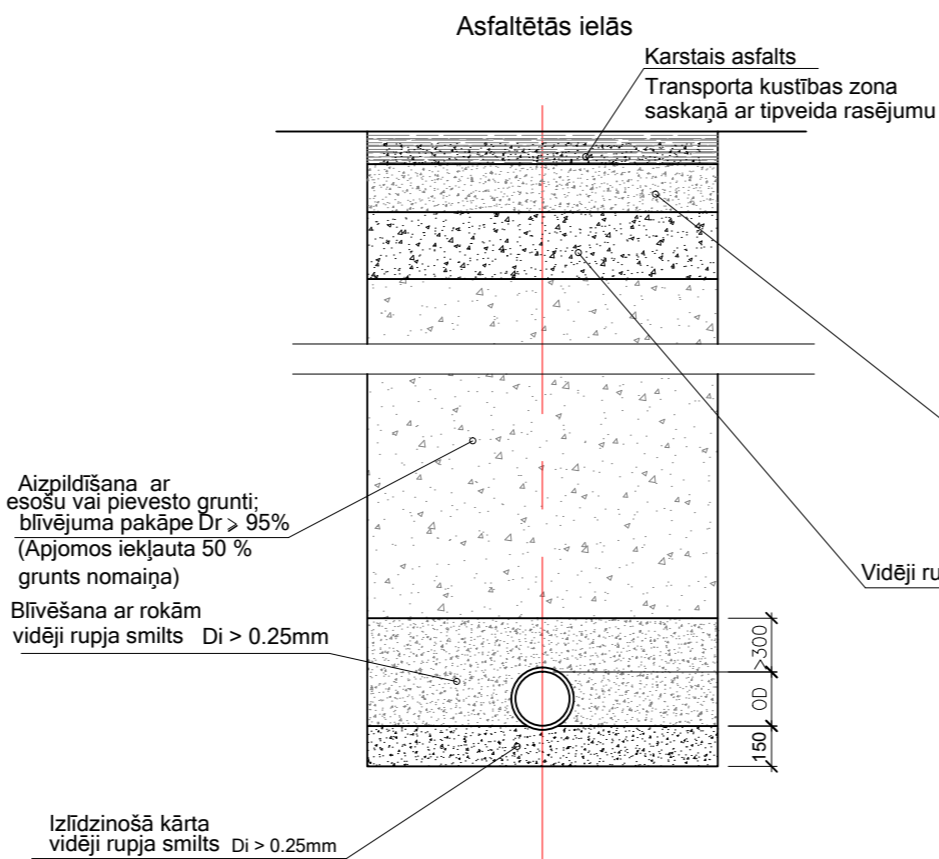 Asfaltētās ielās
Karstais asfalts
Transporta kustības zona
saskaņā ar tipveida rasējumu
Aizpildīšana ar
esošu vai pievesto grunti;
blīvējuma pakāpe Dr ⩾ 95%
(Apjomos iekļauta 50 %
grunts nomaiņa)
Vidēji ru
Blīvēšana ar rokām
vidēji rupja smilts Di > 0.25mm
>300
OD
150
Izlīdzinošā kārta
vidēji rupja smilts Di > 0.25mm